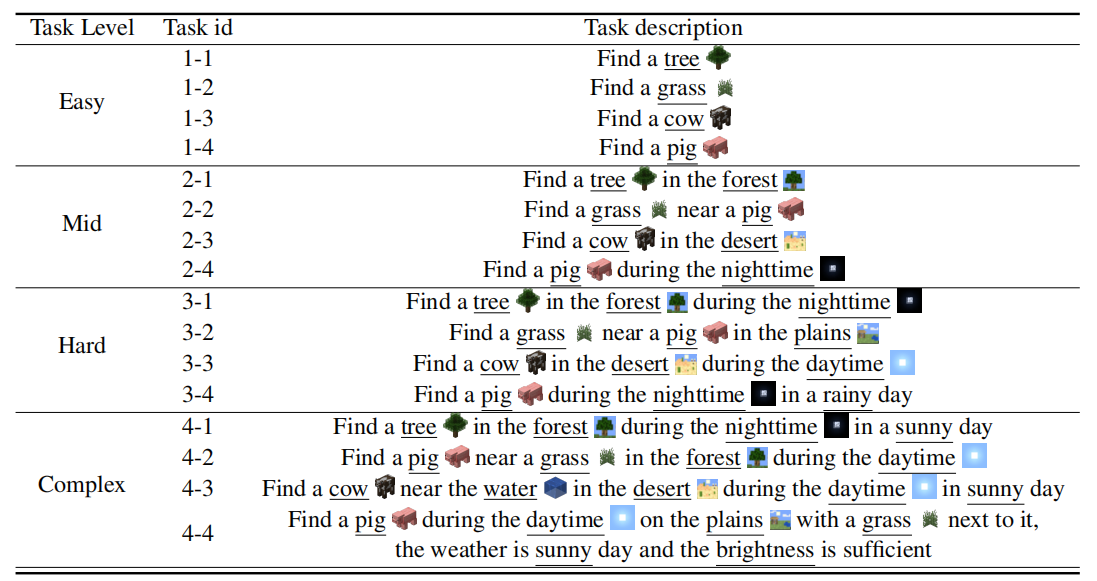 Task Level Task id Task description
1-1 Find a tree
1-2 Find a grass
Easy
1-3 Find a cow
1-4 Find a pig
2-1 Find a tree in the forest
2-2 Find a grass near a pig
Mid
2-3 Find a cow in the desert
2-4 Find a pig during the nighttime
3-1 Find a tree in the forest during the nighttime
3-2 Find a grass near a pig in the plains
Hard
3-3 Find a cow in the desert during the daytime
3-4 Find a pig during the nighttime in a rainy day
4-1 Find a tree in the forest during the nighttime in a sunny day
4-2 Find a pig near a grass in the forest during the daytime
Complex
4-3 Find a cow near the water in the desert during the daytime in sunny day
4-4 Find a pig during the daytime on the plains with a grass next to it,
the weather is sunny day and the brightness is sufficient